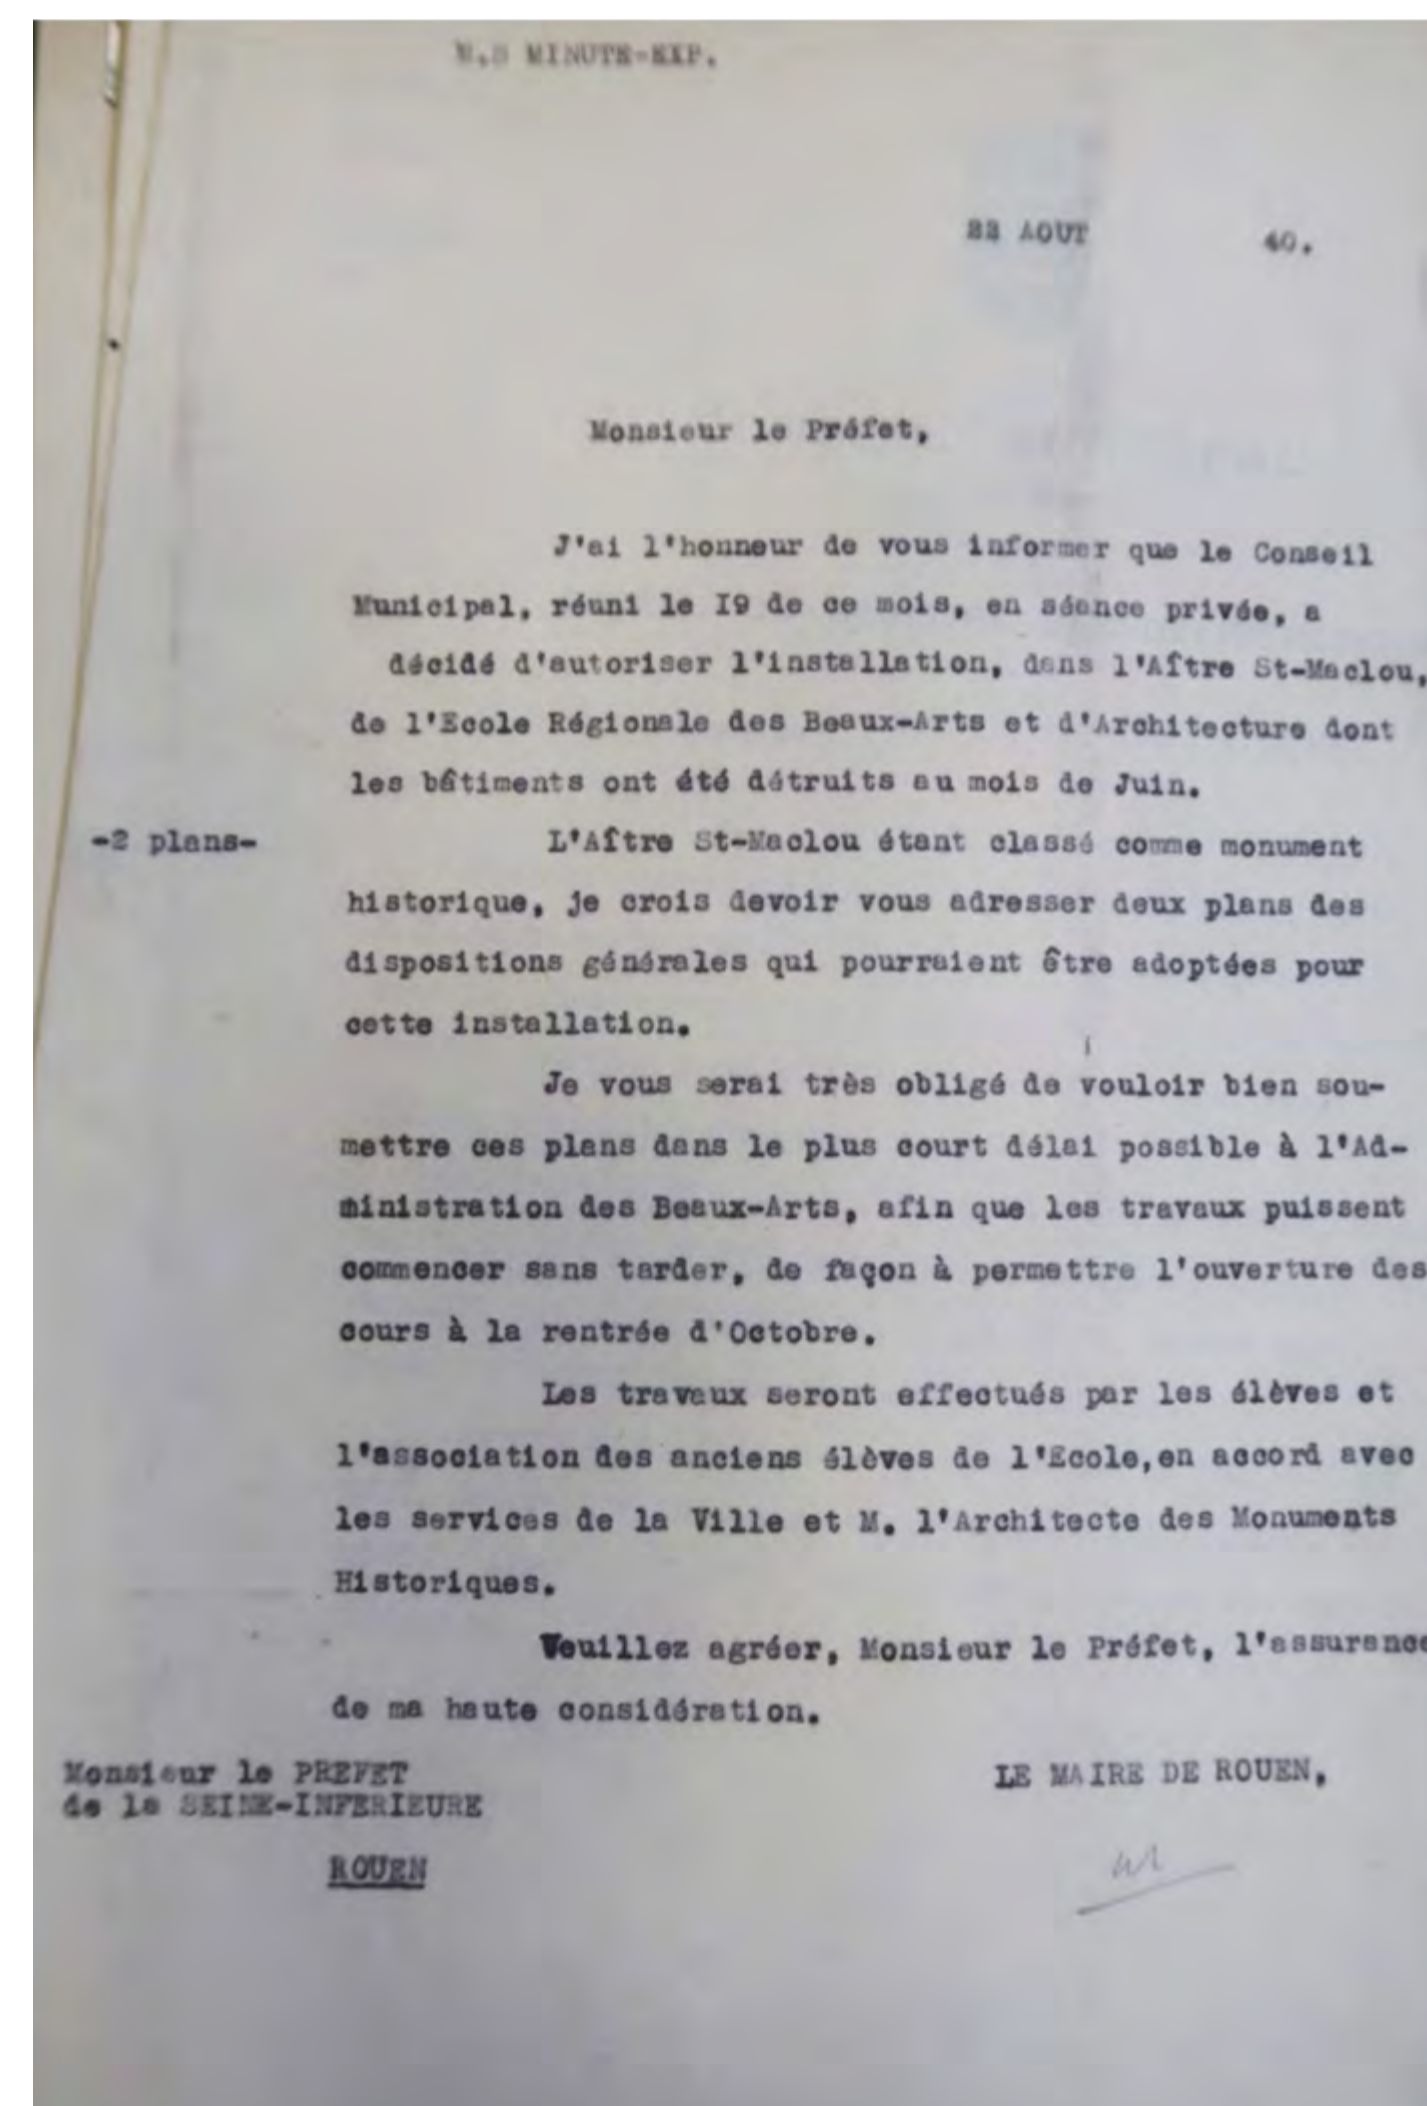 MINUTE-EXP.
22 AOUT 40.
Monsieur le Préfet,
J'ai l'honneur de vous informer que le Conseil
Municipal, réuni le I9 de ce mois, en séance privée, a
décidé d'autoriser l'installation, dans l'Aître St-Maclou,
de l'Ecole Régionale des Beaux-Arts et d'Architecture dont
les bâtiments ont été détruits au mois de Juin.
-2 plans- L'Aître St-Maclou étant classé comme monument
historique, je crois devoir vous adresser deux plans des
dispositions générales qui pourraient être adoptées pour
cette installation.
Je vous serai très obligé de vouloir bien sou-
mettre ces plans dans le plus court délai possible à l'Ad-
ministration des Beaux-Arts, afin que les travaux puissent
commencer sans tarder, de façon à permettre l'ouverture des
cours à la rentrée d'Octobre.
Les travaux seront effectués par les élèves et
l'association des anciens élèves de l'Ecole,en accord avec
les services de la Ville et M. l'Architecte des Monuments
Historiques.
Veuillez agréer, Monsieur le Préfet, l'assurance
de ma haute considération.
Monsieur le PREFET
de la SEINE-INFERIEURE
ROUEN
LE MAIRE DE ROUEN,